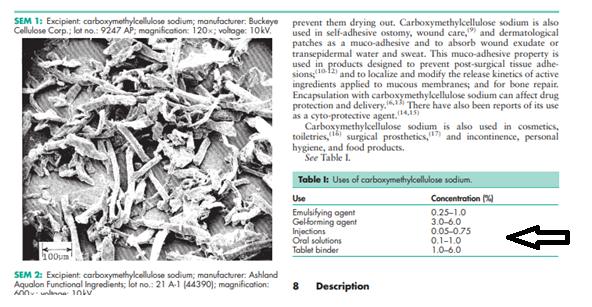 SEM 1: Excipient: carboxymethylcellulose sodium; manufacturer: Buckeye
Cellulose Corp.; lot no.: 9247 AP; magnification: 120×; voltage: 10 kV.
100μm
SEM 2: Excipient: carboxymethylcellulose sodium; manufacturer: Ashland
Aqualon Functional Ingredients; lot no.: 21 A-1 (44390); magnification:
600×; voltage: 10kV
prevent them drying out. Carboxymethylcellulose sodium is also
used in self-adhesive ostomy, wound care,(9) and dermatological
patches as a muco-adhesive and to absorb wound exudate or
transepidermal water and sweat. This muco-adhesive property is
used in products designed to prevent post-surgical tissue adhe-
sions;(10-12) and to localize and modify the release kinetics of active
ingredients applied to mucous membranes; and for bone repair.
Encapsulation with carboxymethylcellulose sodium can affect drug
protection and delivery.(6,13) There have also been reports of its use
as a cyto-protective agent.(14,15)
Carboxymethylcellulose sodium is also used in cosmetics,
toiletries,(16) surgical prosthetics,(17) and incontinence, personal
hygiene, and food products.
See Table I.
Table I: Uses of carboxymethylcellulose sodium.
Use Concentration (%)
Emulsifying agent 0.25–1.0
Gel-forming agent 3.0–6.0
Injections 0.05–0.75
Oral solutions 0.1–1.0
Tablet binder 1.0–6.0
8 Description